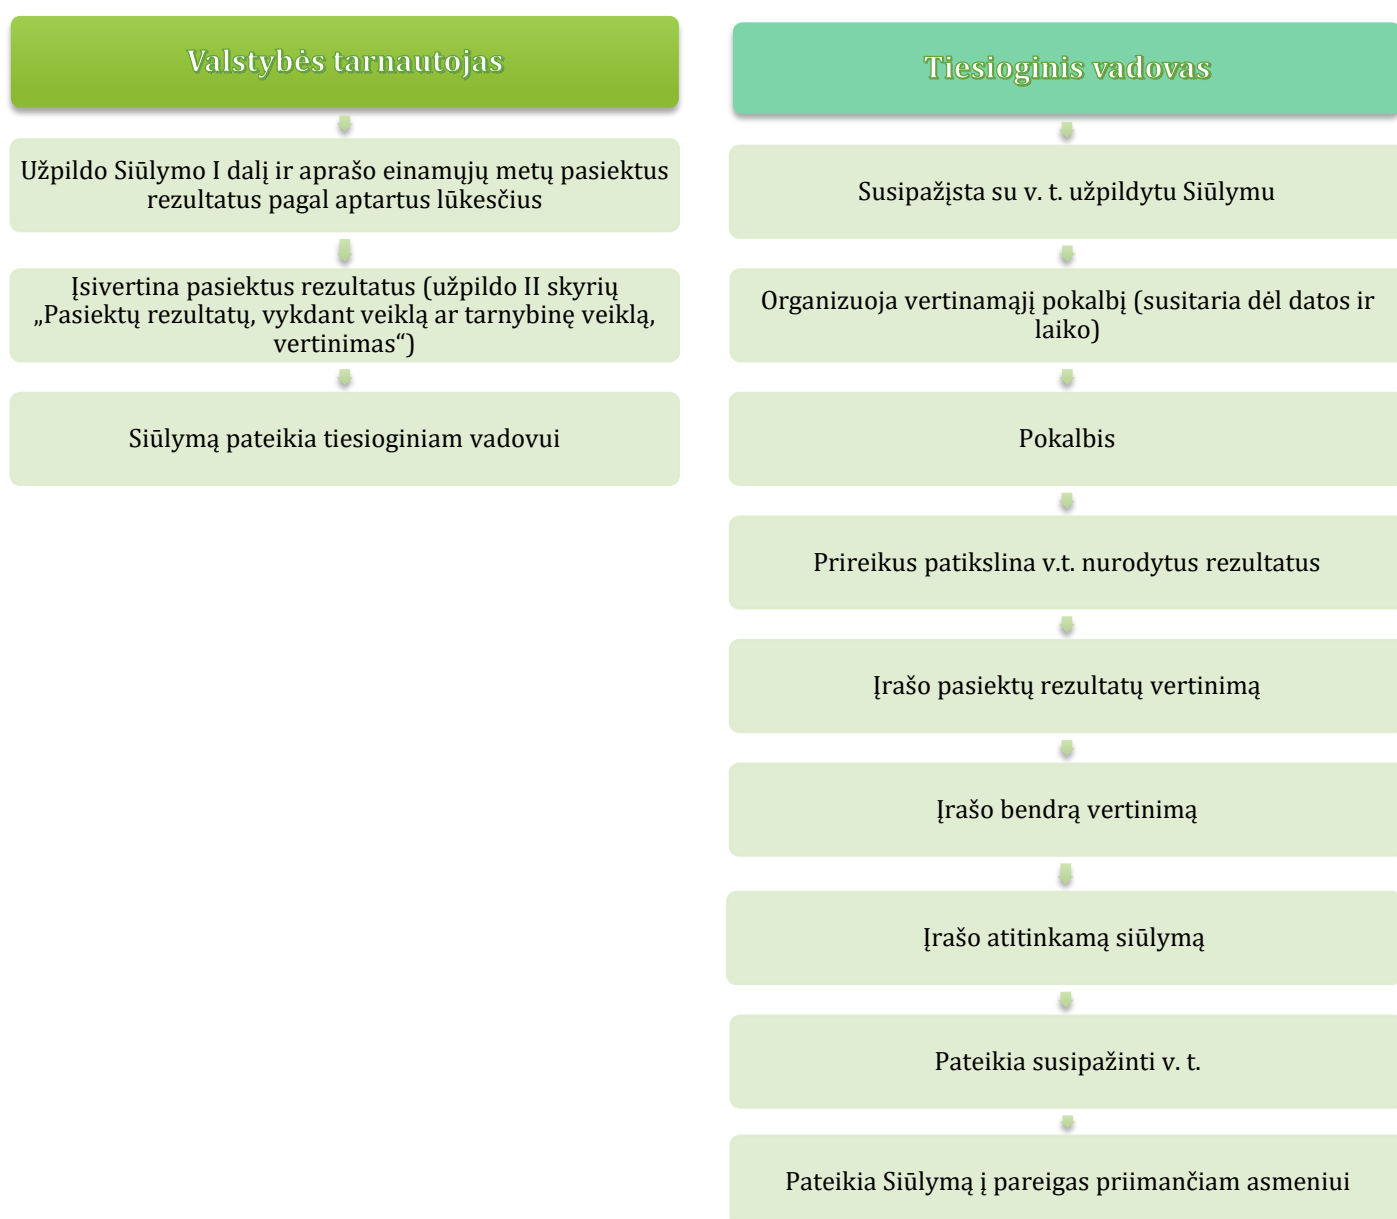 Valstybės tarnautojas
Užpildo Siūlymo I dalį ir aprašo einamųjų metų pasiektus
rezultatus pagal aptartus lūkesčius
Įsivertina pasiektus rezultatus (užpildo II skyrių
„Pasiektų rezultatų, vykdant veiklą ar tarnybinę veiklą,
vertinimas“)
Siūlymą pateikia tiesioginiam vadovui
Tiesioginis vadovas
Susipažįsta su v. t. užpildytu Siūlymu
Organizuoja vertinamąjį pokalbį (susitaria dėl datos ir
laiko)
Pokalbis
Prireikus patikslina v.t. nurodytus rezultatus
Įrašo pasiektų rezultatų vertinimą
Įrašo bendrą vertinimą
Įrašo atitinkamą siūlymą
Pateikia susipažinti v. t.
Pateikia Siūlymą į pareigas priimančiam asmeniui